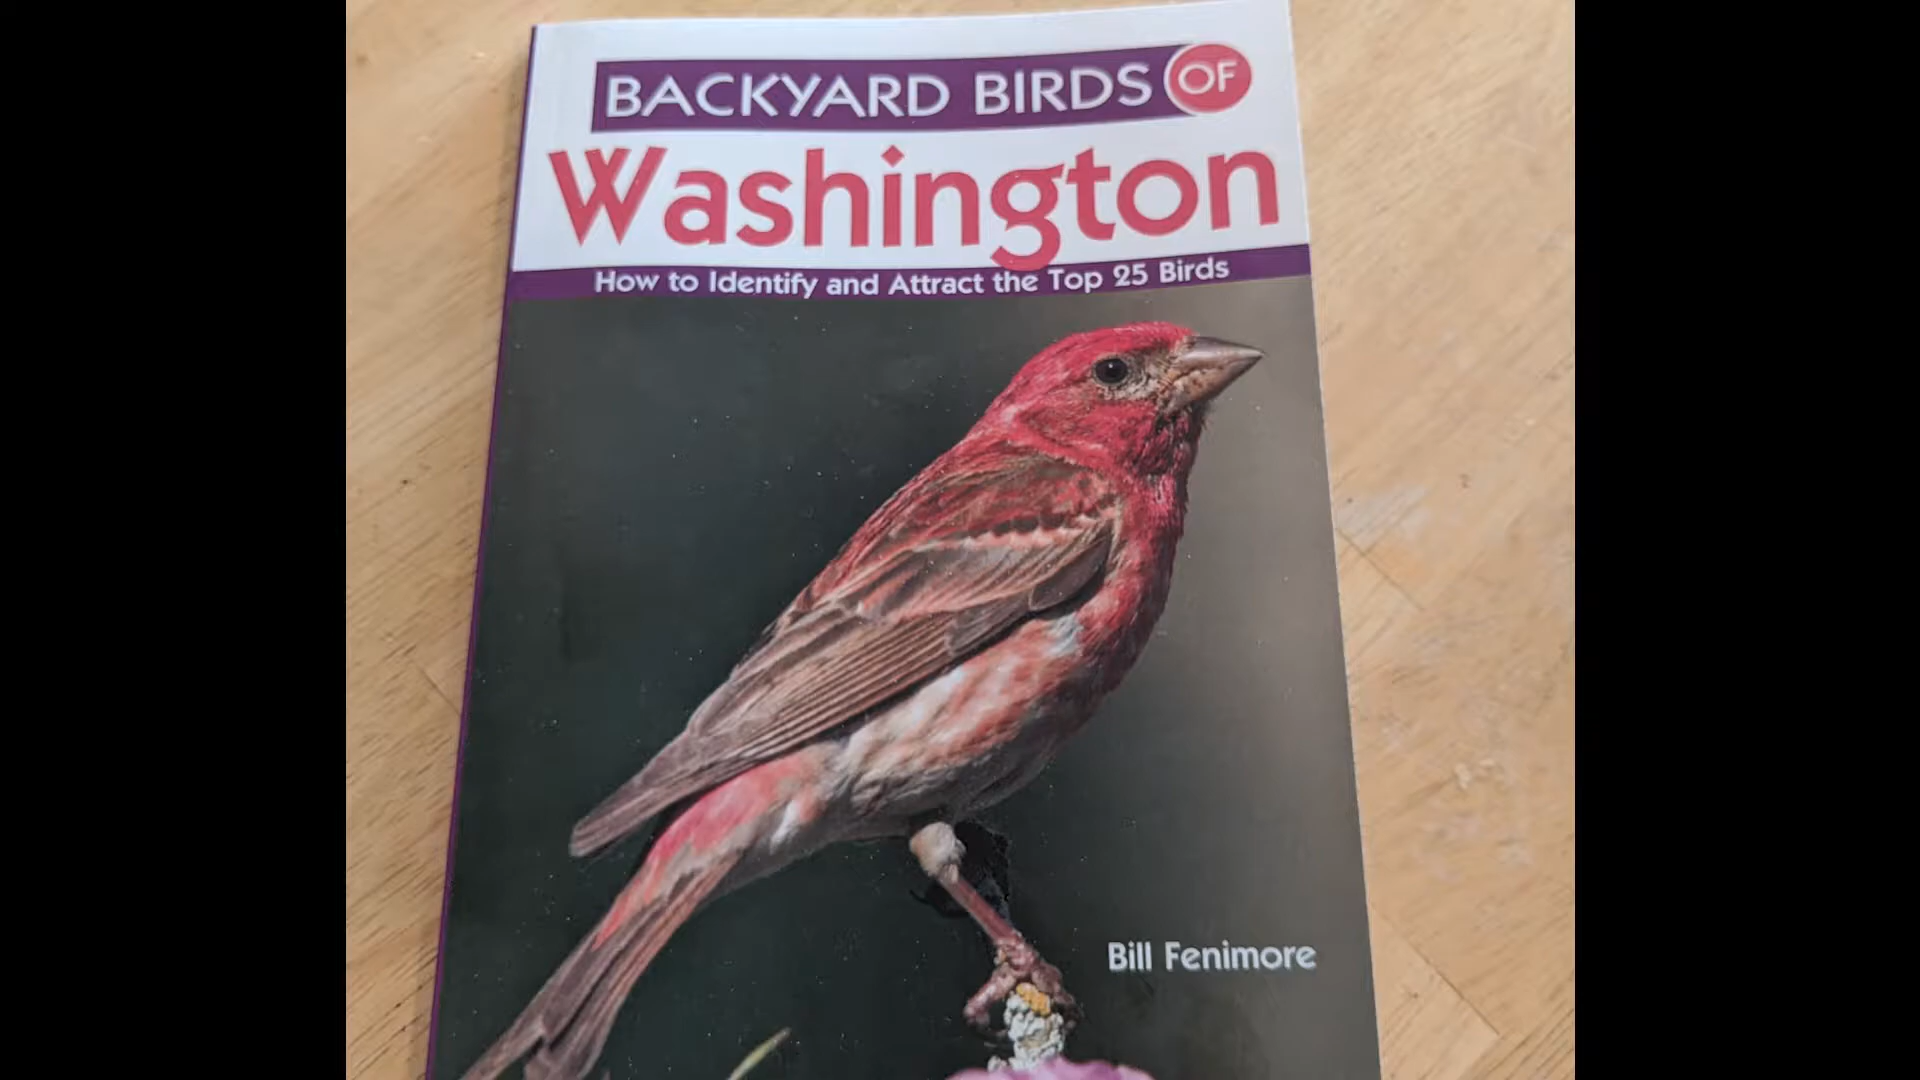 BACKYARD BIRDS OF
Washington
How to Identify and Attract the Top 25 Birds
Bill Fenimore